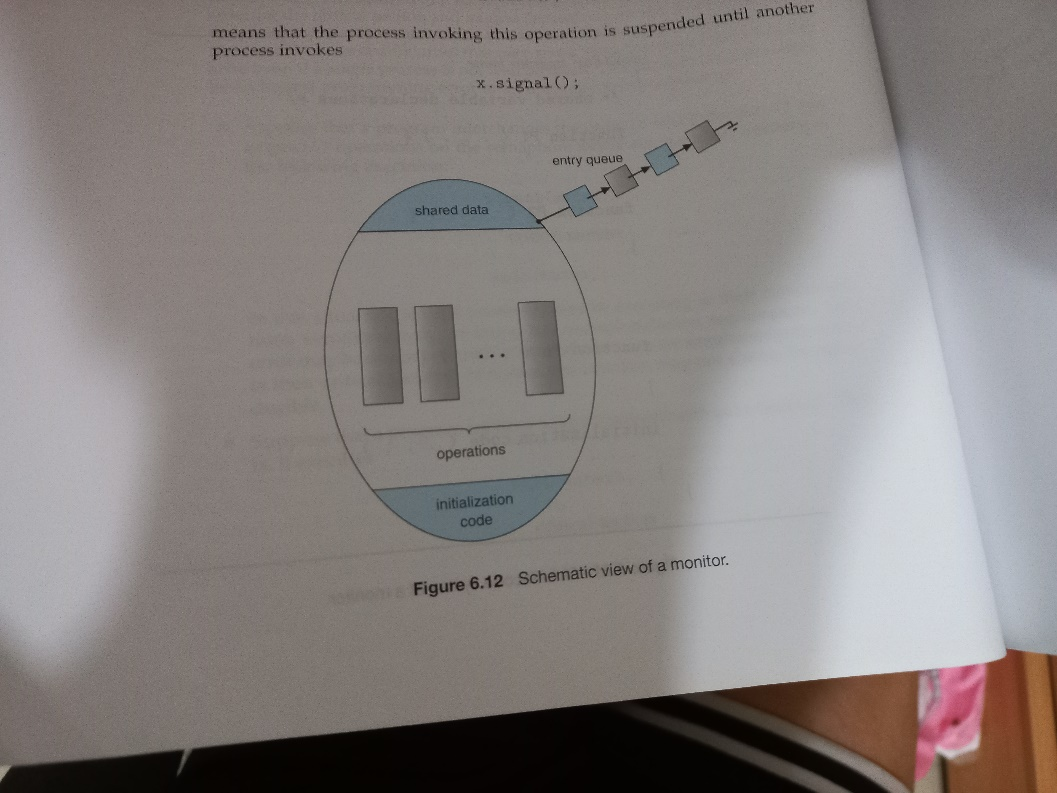 means that the process invoking this operation is suspended until another
process invokes
x.signal();
entry queue
shared data
...
operations
initialization
code
Figure 6.12 Schematic view of a monitor.